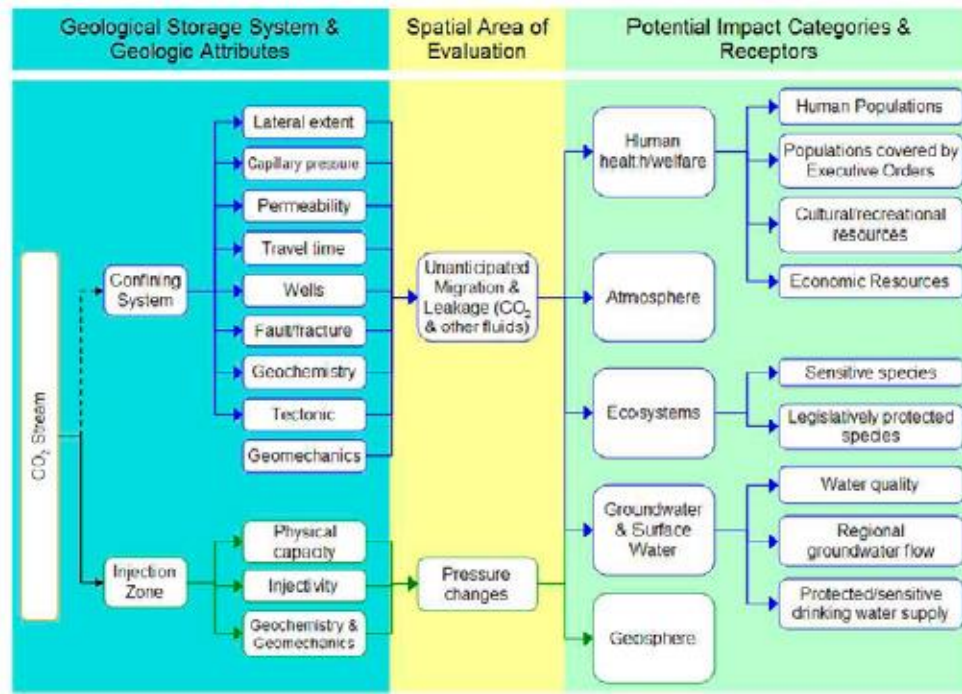 Geological Storage System &
Geologic Attributes
Spatial Area of
Evaluation
Potential Impact Categories &
Receptors
CO2 Stream
Confining
System
Injection
Zone
Lateral extent
Capillary pressure
Permeability
Travel time
Wells
Fault/fracture
Geochemistry
Tectonic
Geomechanics
Physical
capacity
Injectivity
Geochemistry &
Geomechanics
Unanticipated
Migration &
Leakage (CO2
& other fluids)
Pressure
changes
Human
health/welfare
Atmosphere
Ecosystems
Groundwater
& Surface
Water
Geosphere
Human Populations
Populations covered by
Executive Orders
Cultural/recreational
resources
Economic Resources
Sensitive species
Legislatively protected
species
Water quality
Regional
groundwater flow
Protected/sensitive
drinking water supply